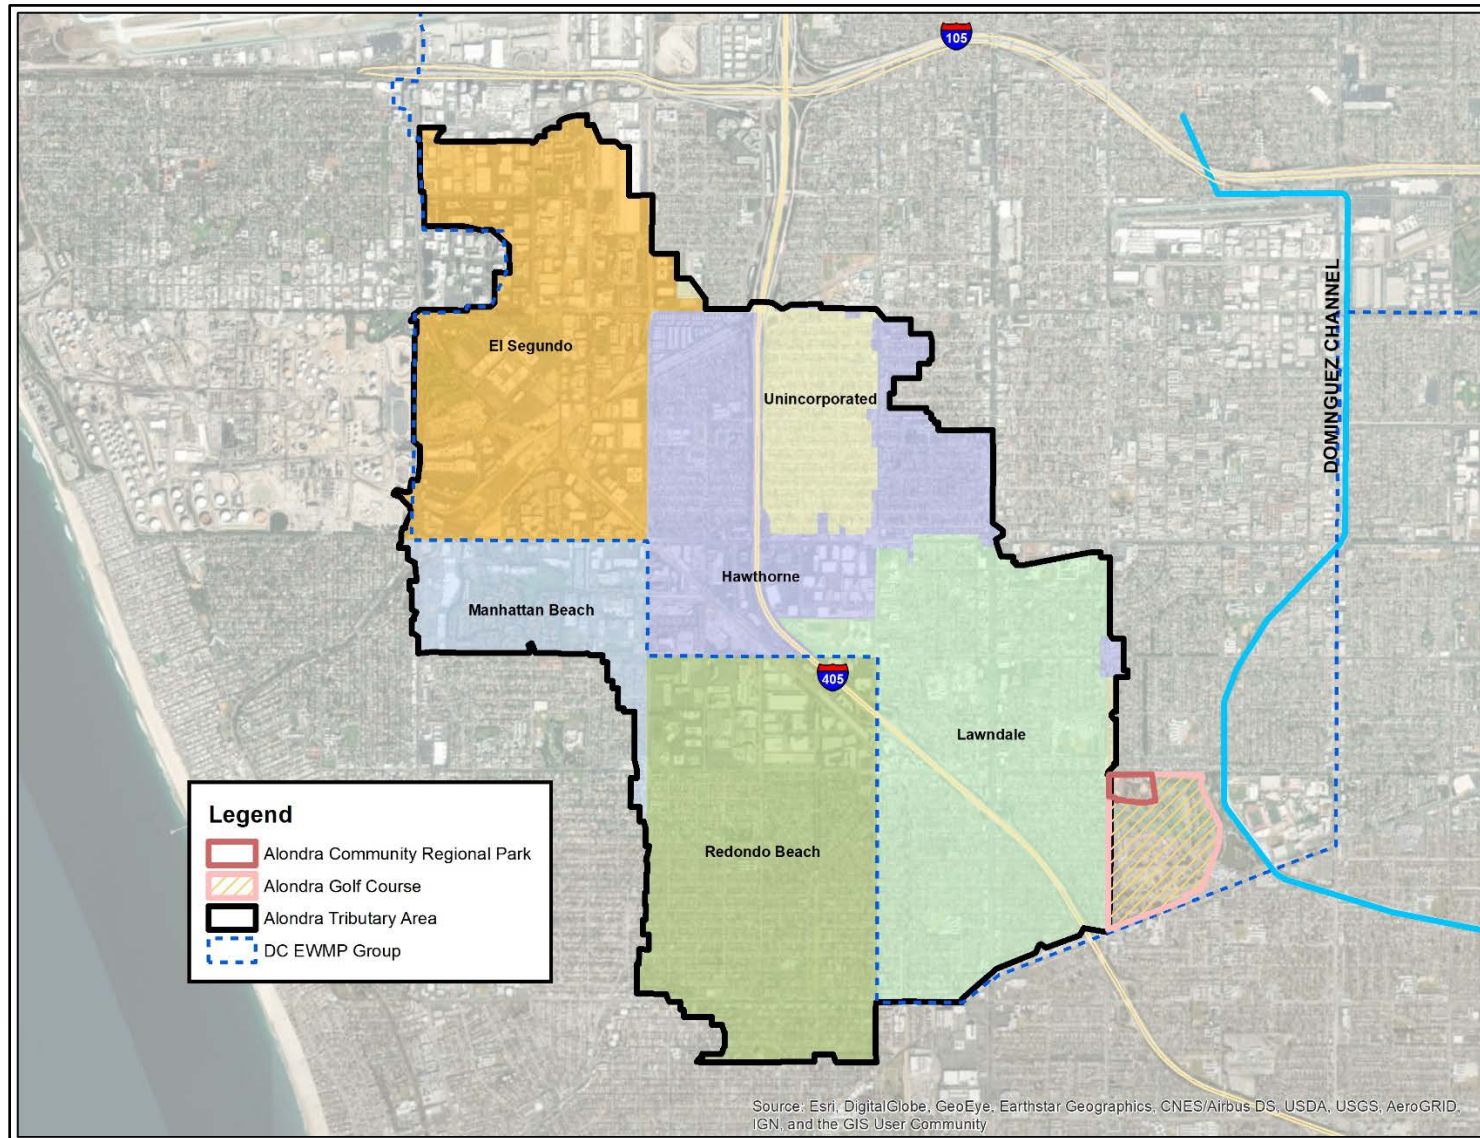 105
El Segundo
Unincorporated
DOMINGUEZ CHANNEL
Hawthorne
Manhattan Beach
405
Lawndale
Redondo Beach
Legend
Alondra Community Regional Park
Alondra Golf Course
Alondra Tributary Area
DC EWMP Group
Source: Esri, DigitalGlobe, GeoEye, Earthstar Geographics, CNES/Airbus DS, USDA, USGS, AeroGRID,
IGN, and the GIS User Community